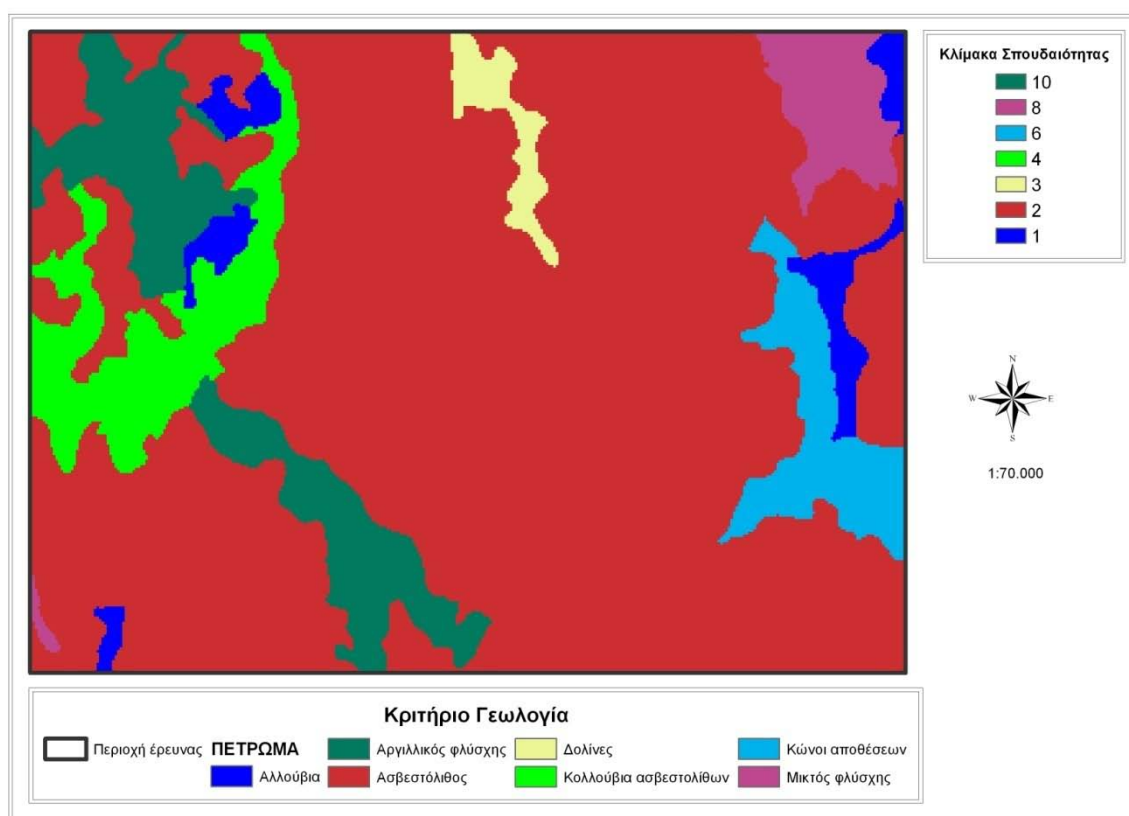 Κλίμακα Σπουδαιότητας
10
8
6
4
3
2
1
N
W E
S
1:70.000
Κριτήριο Γεωλογία
Περιοχή έρευνας ΠΕΤΡΩΜΑ Αργιλλικός φλύσχης Δολίνες Κώνοι αποθέσεων
Αλλούβια Ασβεστόλιθος Κολλούβια ασβεστολίθων Μικτός φλύσχης